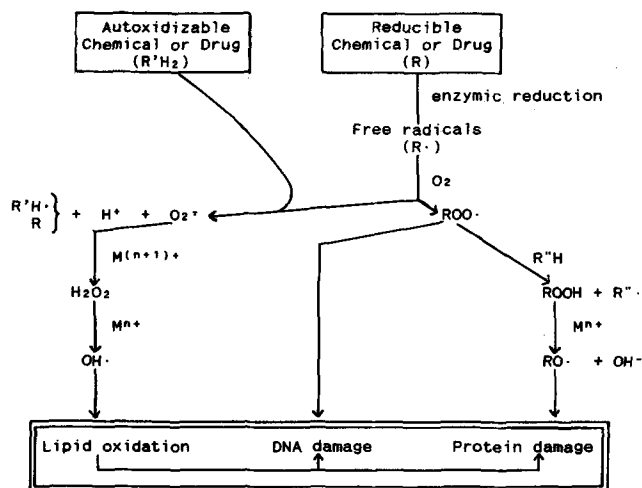 Autoxidizable
Chemical or Drug
(R'H₂)
Reducible
Chemical or Drug
(R)
enzymic reduction
Free radicals
(R·)
O₂
R'H·
R
} + H⁺ + O₂⁻
ROO·
M(n+1)+
R"H
H₂O₂
ROOH + R"·
Mn+
Mn+
OH·
RO· + OH⁻
Lipid oxidation DNA damage Protein damage